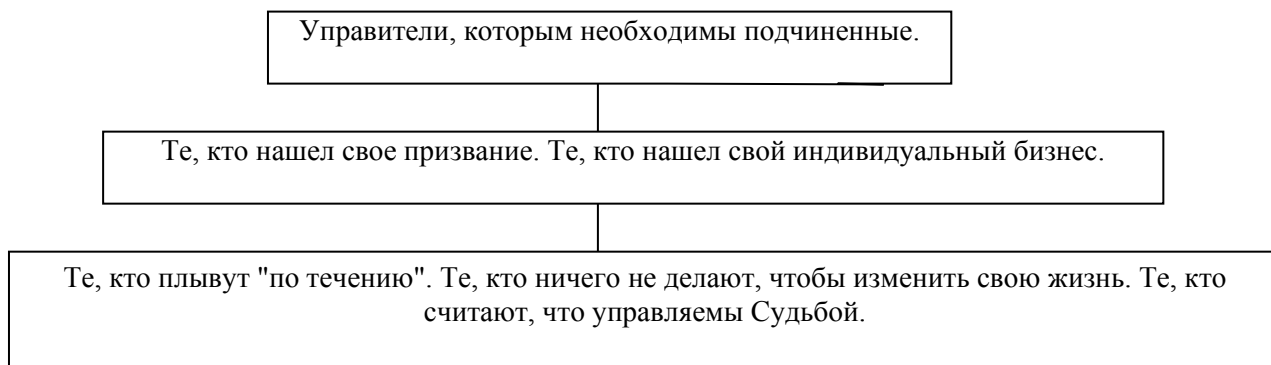 Управители, которым необходимы подчиненные.
Те, кто нашел свое призвание. Те, кто нашел свой индивидуальный бизнес.
Те, кто плывут "по течению". Те, кто ничего не делают, чтобы изменить свою жизнь. Те, кто
считают, что управляемы Судьбой.